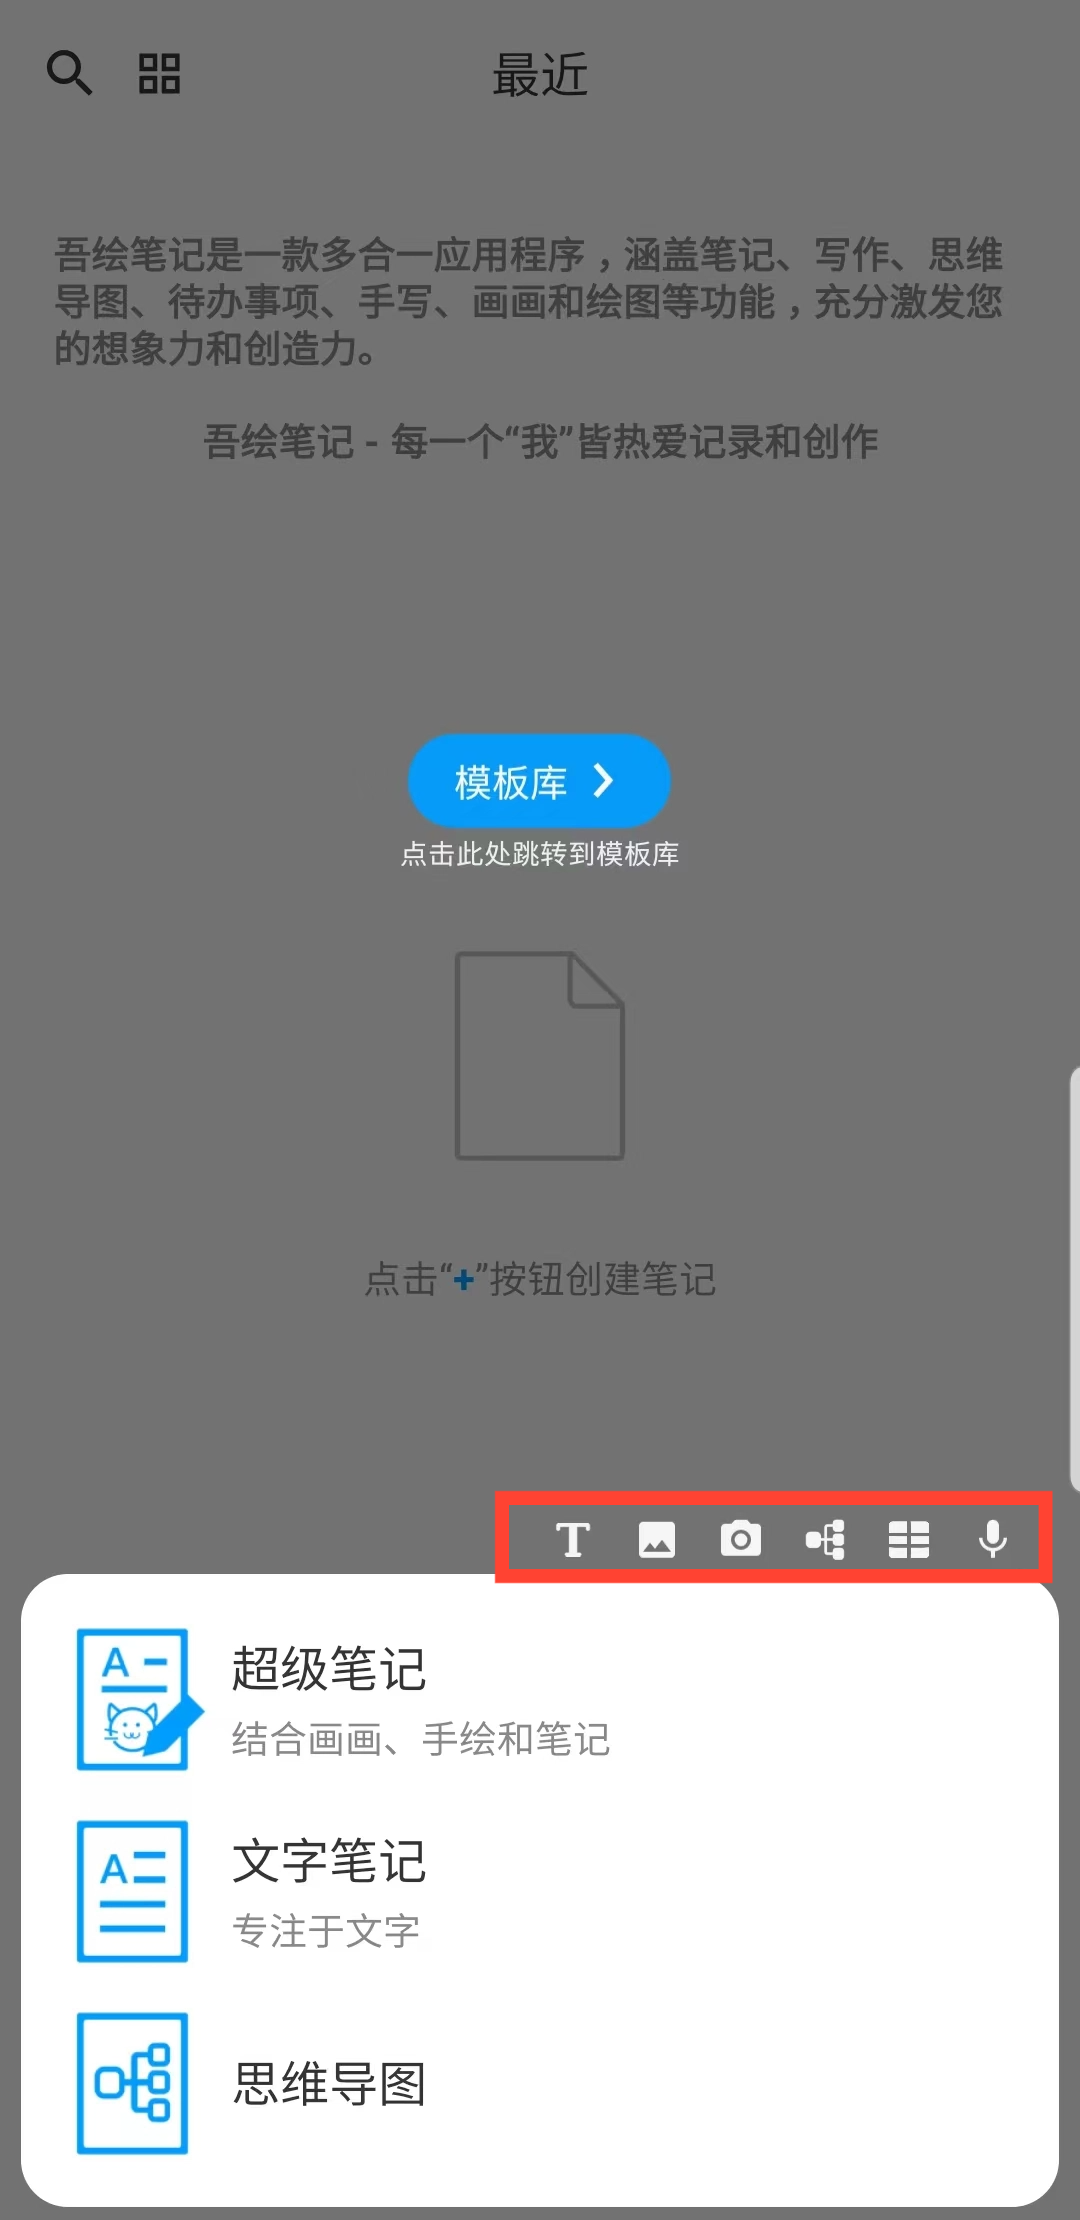 最近
吾绘笔记是一款多合一应用程序，涵盖笔记、写作、思维
导图、待办事项、手写、画画和绘图等功能，充分激发您
的想象力和创造力。
吾绘笔记 - 每一个“我”皆热爱记录和创作
模板库
点击此处跳转到模板库
点击“+”按钮创建笔记
T
超级笔记
结合画画、手绘和笔记
文字笔记
专注于文字
思维导图